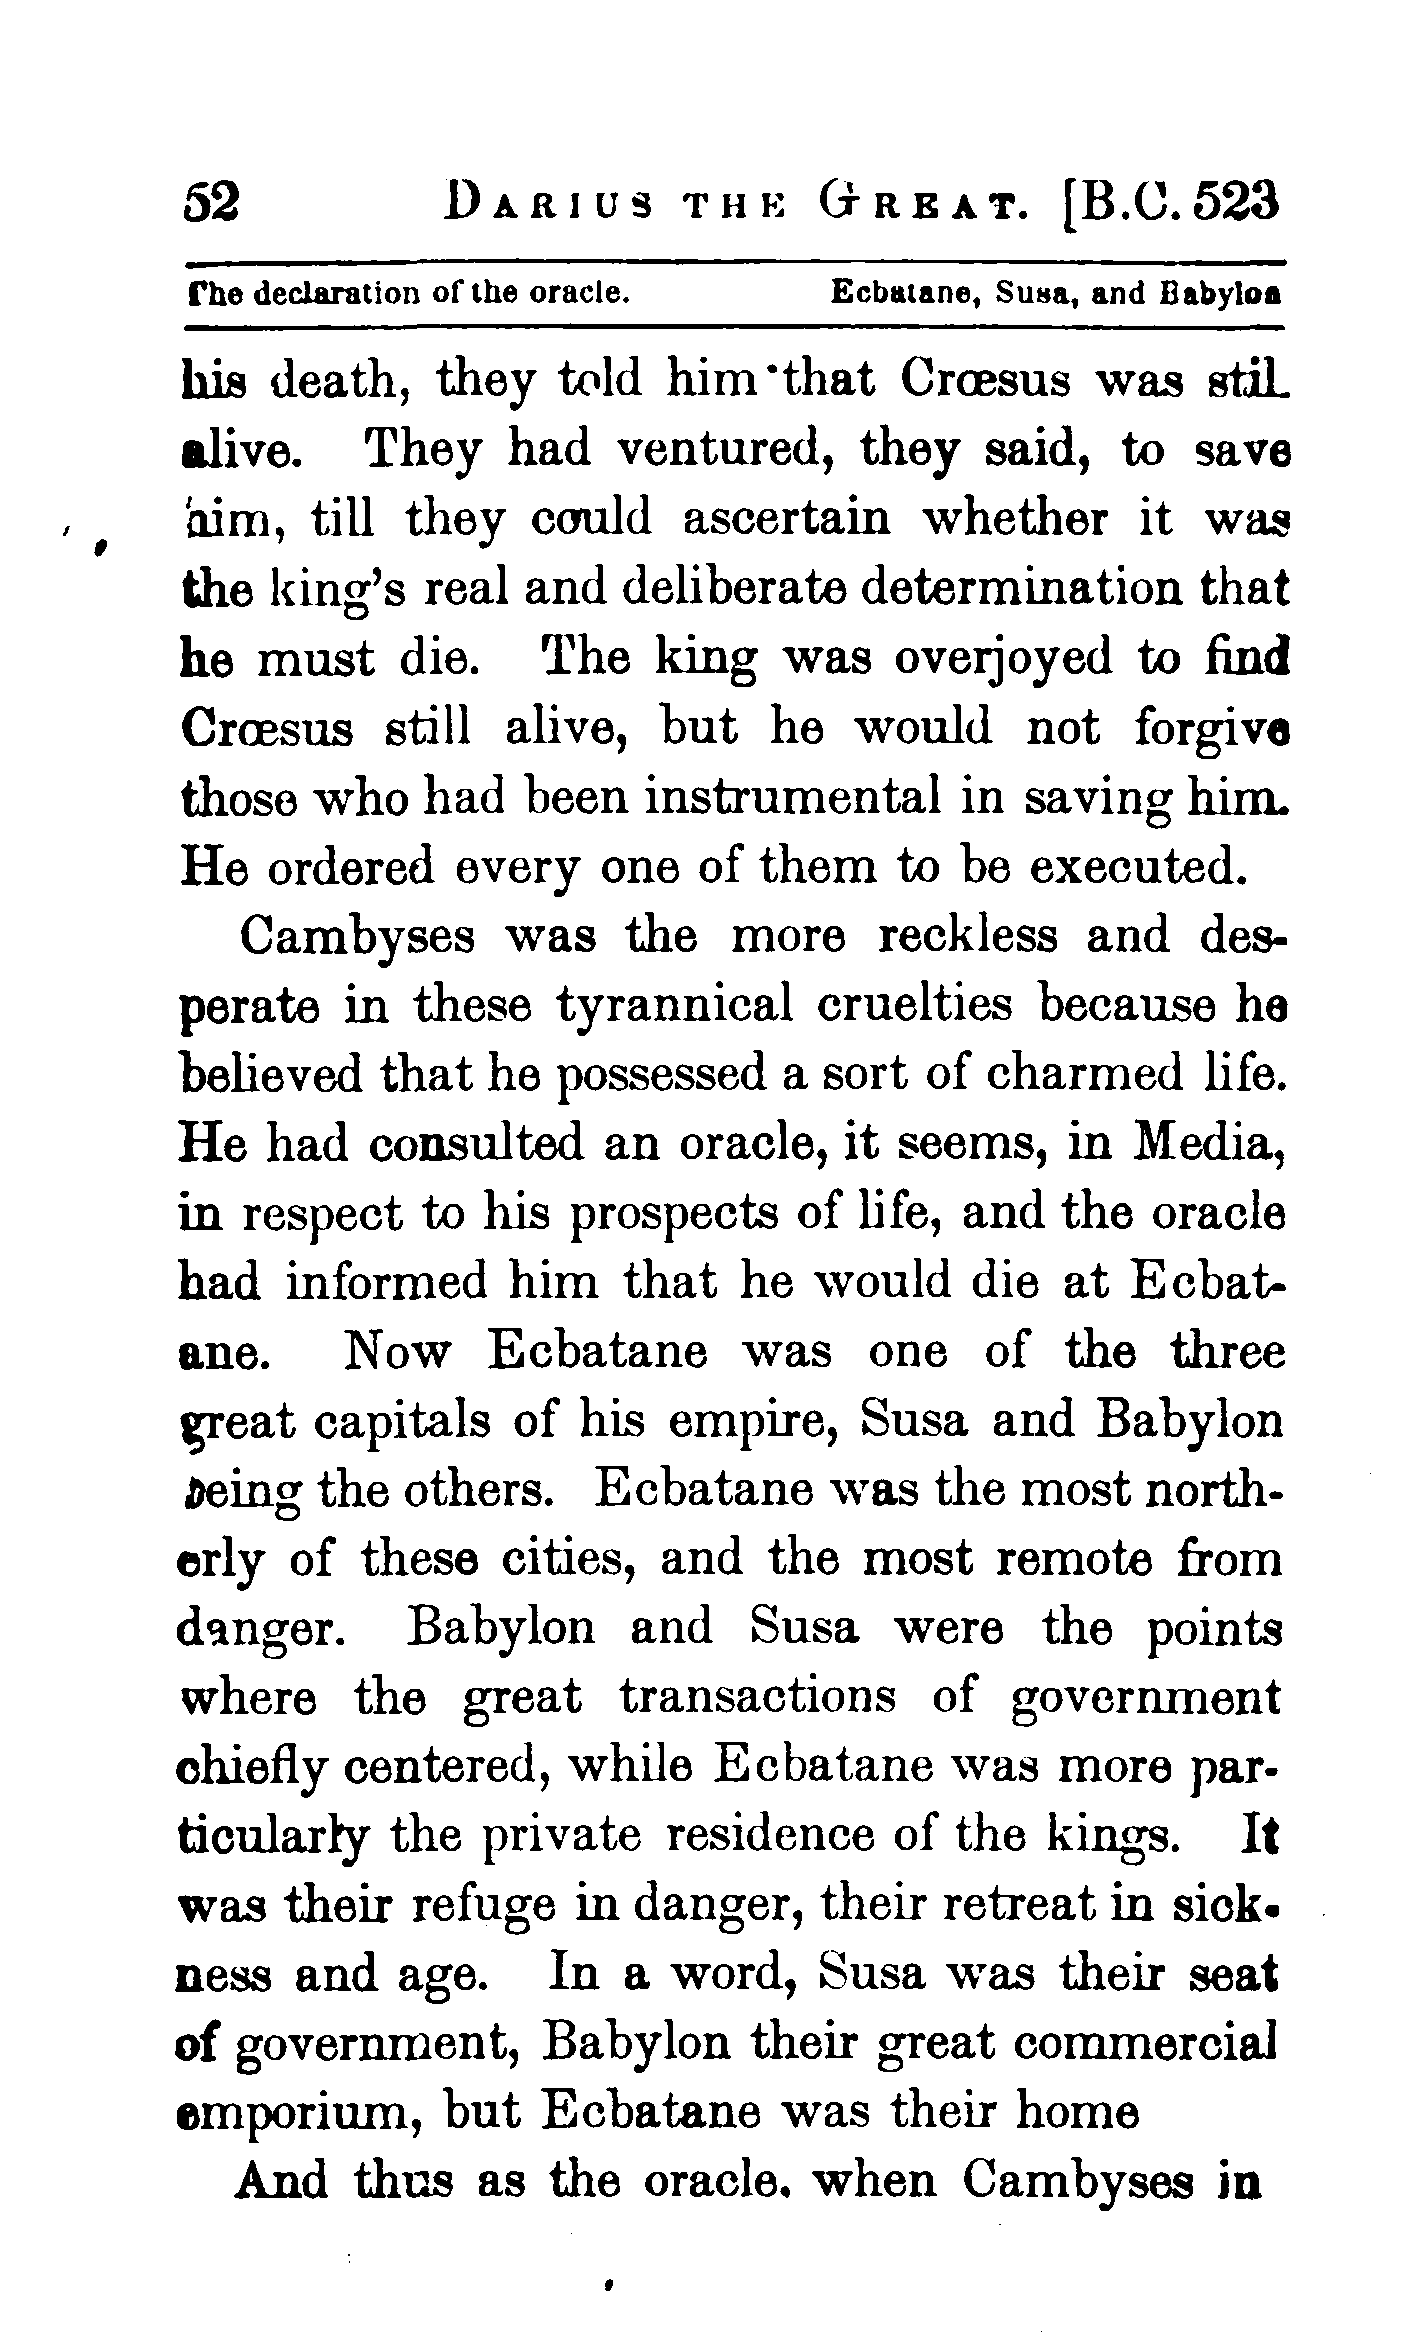 52 DARIUS THE GREAT. [B.C. 523
The declaration of the oracle. Ecbatane, Susa, and Babylon
his death, they told him that Crœsus was still
alive. They had ventured, they said, to save
him, till they could ascertain whether it was
the king's real and deliberate determination that
he must die. The king was overjoyed to find
Crœsus still alive, but he would not forgive
those who had been instrumental in saving him.
He ordered every one of them to be executed.
Cambyses was the more reckless and des-
perate in these tyrannical cruelties because he
believed that he possessed a sort of charmed life.
He had consulted an oracle, it seems, in Media,
in respect to his prospects of life, and the oracle
had informed him that he would die at Ecbat-
ane. Now Ecbatane was one of the three
great capitals of his empire, Susa and Babylon
being the others. Ecbatane was the most north-
erly of these cities, and the most remote from
danger. Babylon and Susa were the points
where the great transactions of government
chiefly centered, while Ecbatane was more par-
ticularly the private residence of the kings. It
was their refuge in danger, their retreat in sick-
ness and age. In a word, Susa was their seat
of government, Babylon their great commercial
emporium, but Ecbatane was their home
And thus as the oracle, when Cambyses in